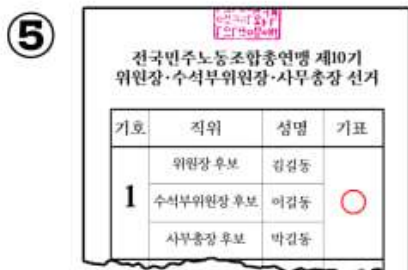 ⑤
전국민주노동조합총연맹 제10기
위원장·수석부위원장·사무총장 선거
기호 직위 성명 기표
위원장 후보 김길동
1 수석부위원장 후보 이길동
사무총장 후보 박길동